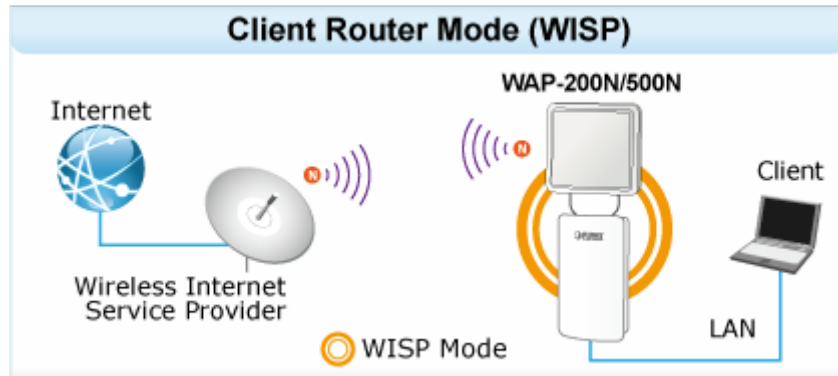 Client Router Mode (WISP)
WAP-200N/500N
Internet
N
N
Client
Wireless Internet
Service Provider
LAN
WISP Mode